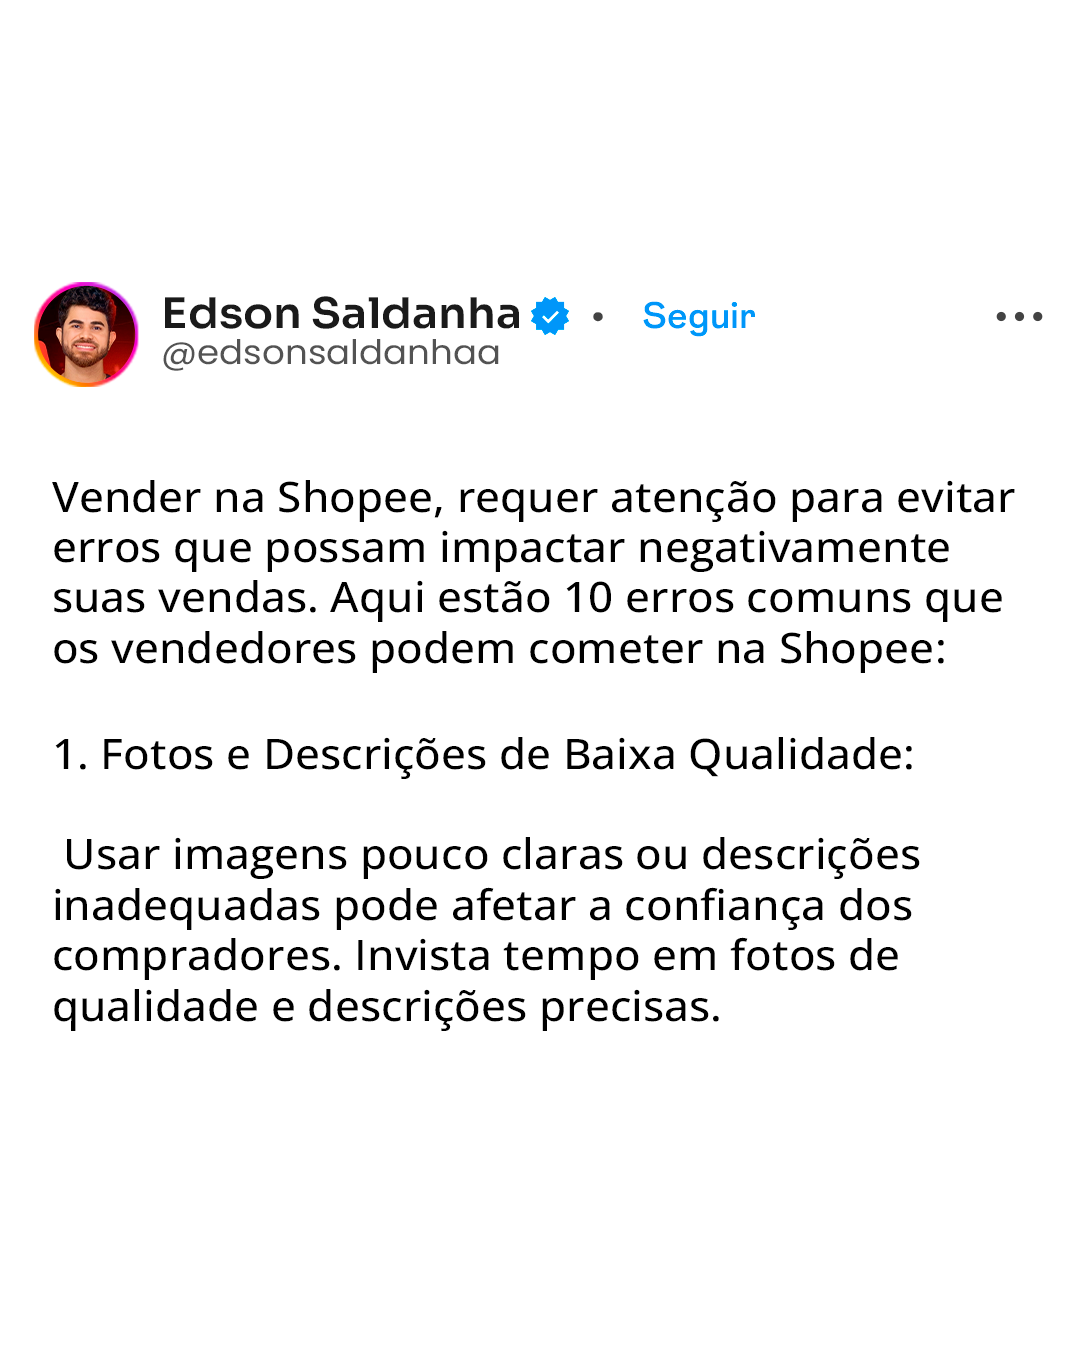 Edson Saldanha • Seguir
@edsonsaldanhaa
Vender na Shopee, requer atenção para evitar
erros que possam impactar negativamente
suas vendas. Aqui estão 10 erros comuns que
os vendedores podem cometer na Shopee:
1. Fotos e Descrições de Baixa Qualidade:
Usar imagens pouco claras ou descrições
inadequadas pode afetar a confiança dos
compradores. Invista tempo em fotos de
qualidade e descrições precisas.